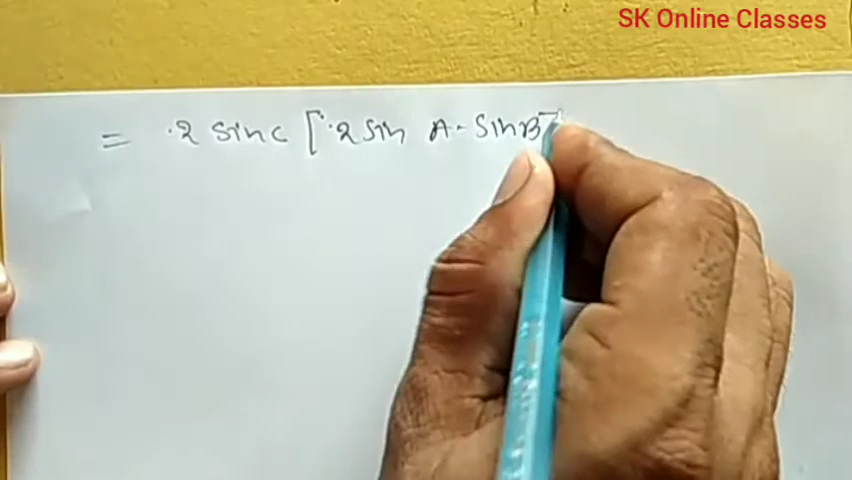 SK Online Classes
= 2 sinc [ 2 sin A. sinB ]